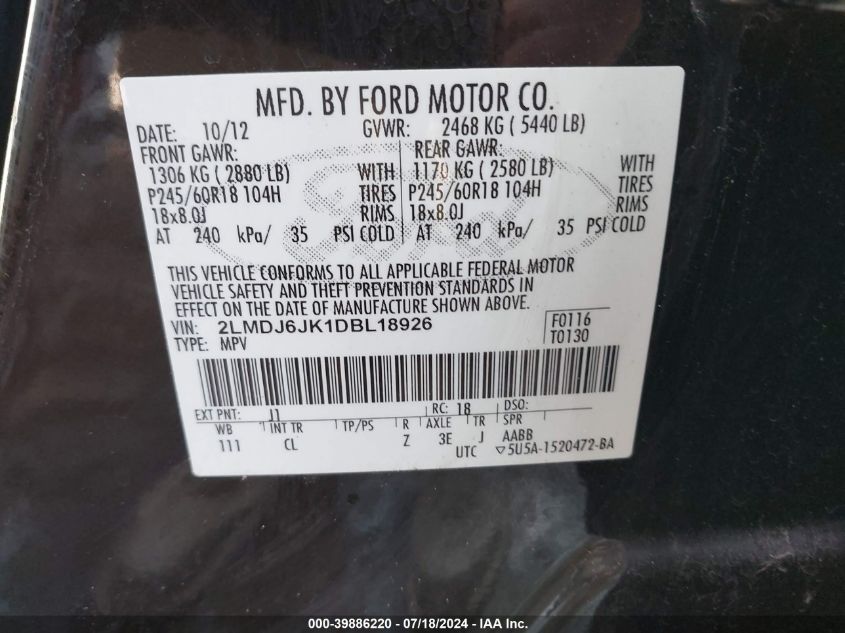 MFD. BY FORD MOTOR CO.
DATE: 10/12 GVWR: 2468 KG ( 5440 LB)
FRONT GAWR: REAR GAWR:
1306 KG ( 2880 LB) WITH 1170 KG ( 2580 LB) WITH
P245/60R18 104H TIRES P245/60R18 104H TIRES
18x8.0J RIMS 18x8.0J RIMS
AT 240 kPa/ 35 PSI COLD AT 240 kPa/ 35 PSI COLD
THIS VEHICLE CONFORMS TO ALL APPLICABLE FEDERAL MOTOR
VEHICLE SAFETY AND THEFT PREVENTION STANDARDS IN
EFFECT ON THE DATE OF MANUFACTURE SHOWN ABOVE.
VIN: 2LMDJ6JK1DBL18926 F0116
TYPE: MPV T0130
EXT PNT: J1 RC: 18 DSO:
WB INT TR TP/PS R AXLE TR SPR
111 CL Z 3E J AABB
UTC ▽5U5A-1520472-BA
000-39886220 / 07/18/2024 - IAA Inc.